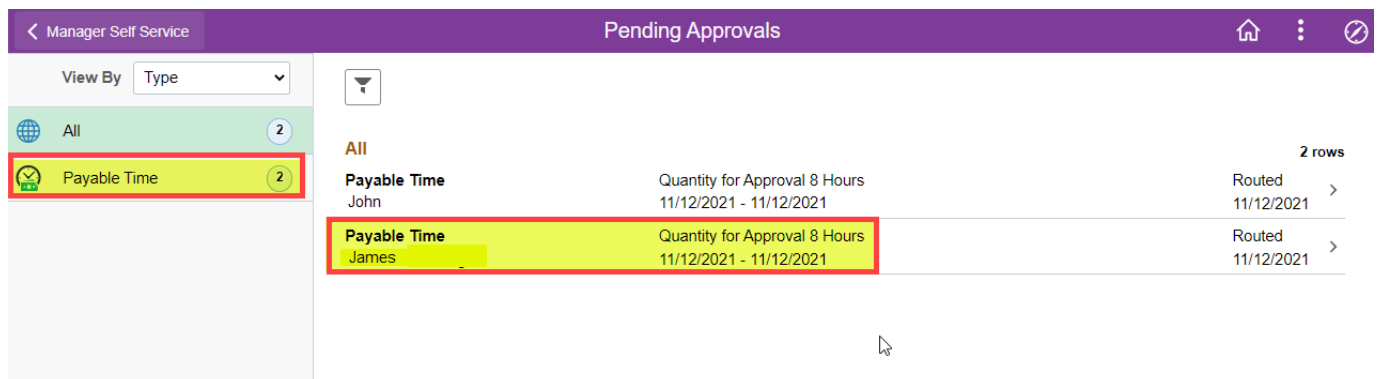 Manager Self Service
Pending Approvals
View By Type
All 2
Payable Time 2
All
2 rows
Payable Time Quantity for Approval 8 Hours Routed
John 11/12/2021 - 11/12/2021 11/12/2021
Payable Time Quantity for Approval 8 Hours Routed
James 11/12/2021 - 11/12/2021 11/12/2021